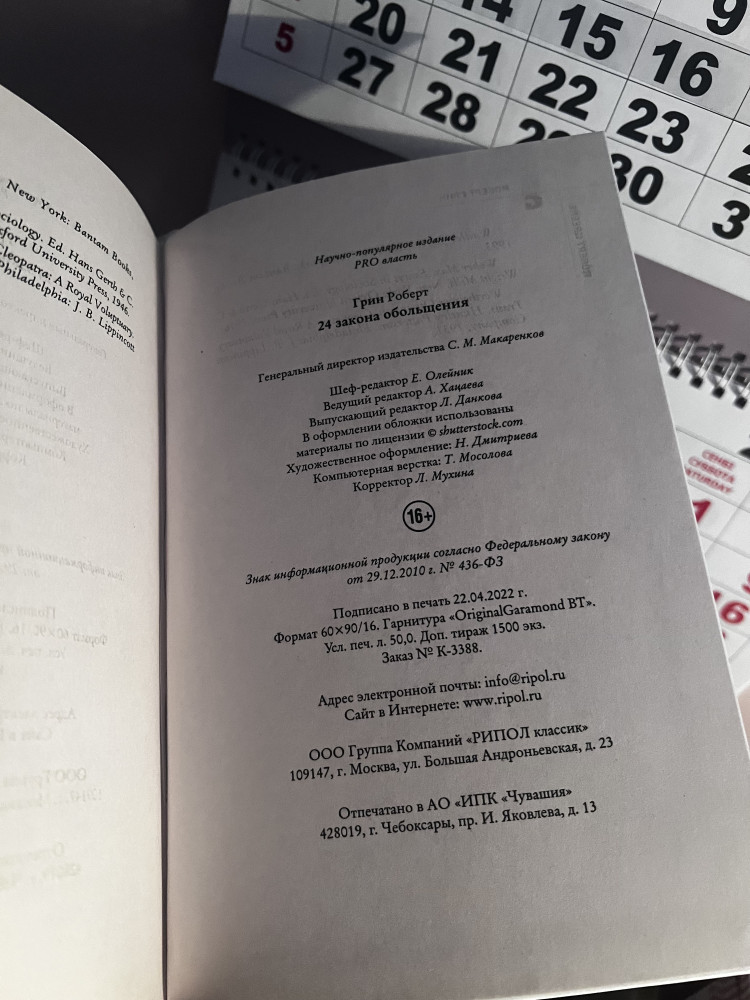 5
20
27
14
21
28
15
22
29
9
16
23
30
3
New York: Bantam Books,
ciology. Ed. Hans Gerth & C.
ford University Press, 1946.
Cleopatra: A Royal Voluptuary.
Philadelphia: J. B. Lippincott
Научно-популярное издание
PRO власть
Грин Роберт
24 закона обольщения
Генеральный директор издательства С. М. Макаренков
Шеф-редактор Е. Олейник
Ведущий редактор А. Хацаева
Выпускающий редактор Л. Данкова
В оформлении обложки использованы
материалы по лицензии © shutterstock.com
Художественное оформление: Н. Дмитриева
Компьютерная верстка: Т. Мосолова
Корректор Л. Мухина
16+
Знак информационной продукции согласно Федеральному закону
от 29.12.2010 г. № 436-ФЗ
Подписано в печать 22.04.2022 г.
Формат 60×90/16. Гарнитура «OriginalGaramond BT».
Усл. печ. л. 50,0. Доп. тираж 1500 экз.
Заказ № К-3388.
Адрес электронной почты: info@ripol.ru
Сайт в Интернете: www.ripol.ru
ООО Группа Компаний «РИПОЛ классик»
109147, г. Москва, ул. Большая Андроньевская, д. 23
Отпечатано в АО «ИПК «Чувашия»
428019, г. Чебоксары, пр. И. Яковлева, д. 13
СЕНБІ
СУББОТА
SATURDAY
16